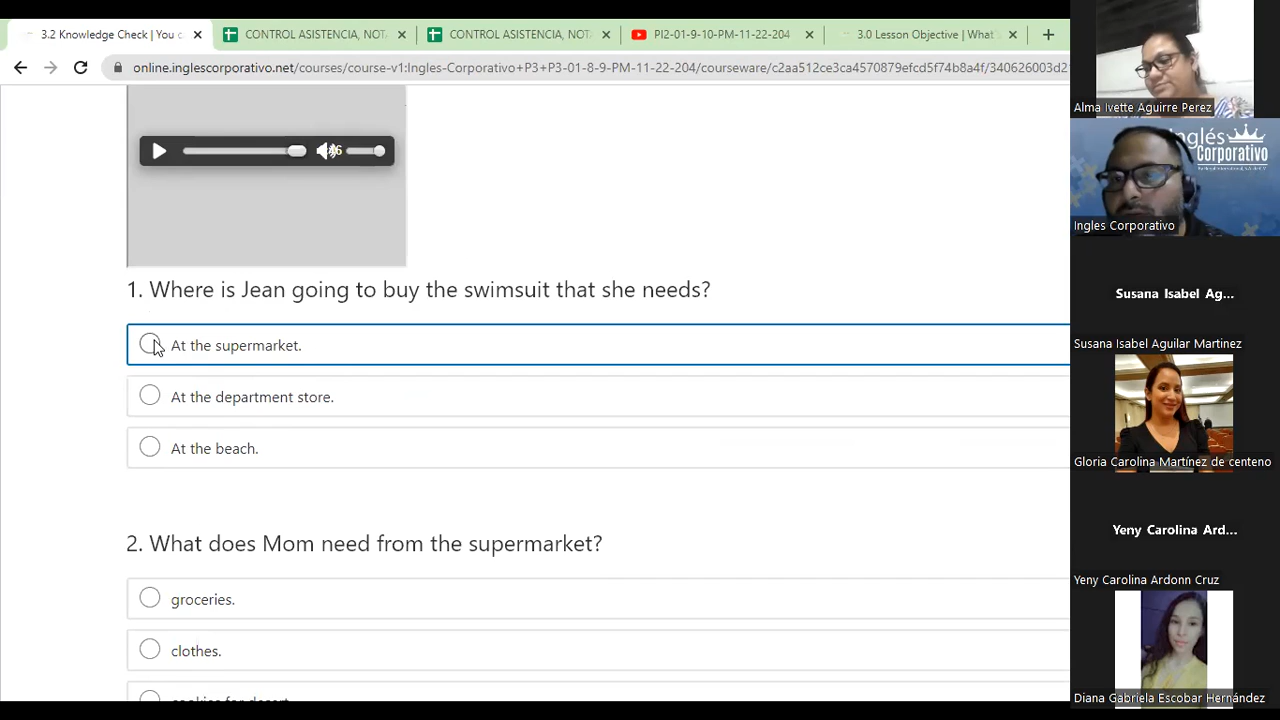 3.2 Knowledge Check | You c
CONTROL ASISTENCIA, NOTA
CONTROL ASISTENCIA, NOTA
PI2-01-9-10-PM-11-22-204
3.0 Lesson Objective | What's
online.inglescorporativo.net/courses/course-v1:Ingles-Corporativo+P3+P3-01-8-9-PM-11-22-204/courseware/c2aa512ce3ca4570879efcd5f74b8a4f/340626003d2
1. Where is Jean going to buy the swimsuit that she needs?
At the supermarket.
At the department store.
At the beach.
2. What does Mom need from the supermarket?
groceries.
clothes.
Alma Ivette Aguirre Perez
Inglés
Corporativo
Ingles Corporativo
Susana Isabel Ag...
Susana Isabel Aguilar Martinez
Gloria Carolina Martínez de centeno
Yeny Carolina Ard...
Yeny Carolina Ardonn Cruz
Diana Gabriela Escobar Hernández